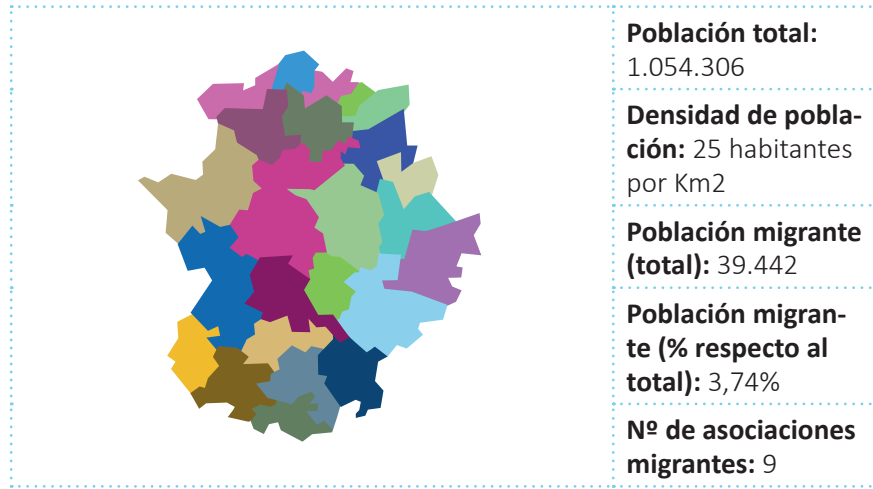 Población total:
1.054.306
Densidad de pobla-
ción: 25 habitantes
por Km2
Población migrante
(total): 39.442
Población migran-
te (% respecto al
total): 3,74%
Nº de asociaciones
migrantes: 9